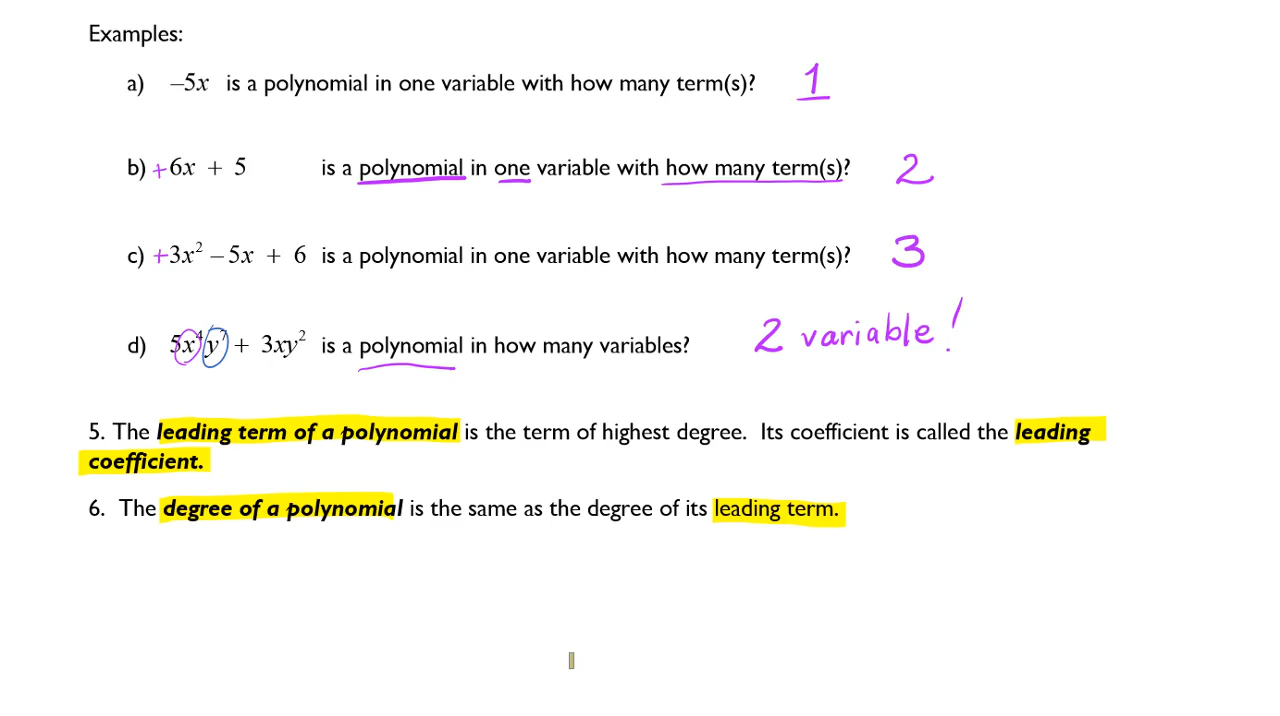 Examples:
a) –5x is a polynomial in one variable with how many term(s)? 1
b) +6x + 5 is a polynomial in one variable with how many term(s)? 2
c) +3x² – 5x + 6 is a polynomial in one variable with how many term(s)? 3
d) 5x⁴y⁷ + 3xy² is a polynomial in how many variables? 2 variable!
5. The leading term of a polynomial is the term of highest degree. Its coefficient is called the leading
coefficient.
6. The degree of a polynomial is the same as the degree of its leading term.